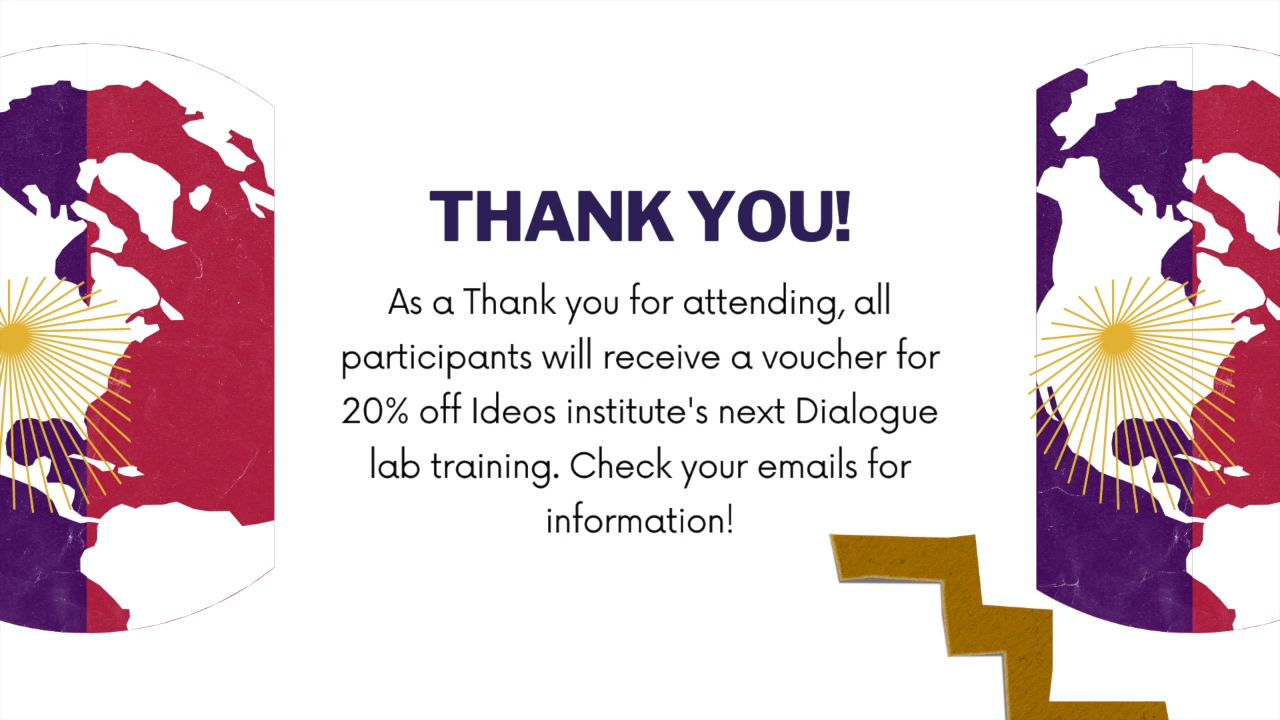 THANK YOU!
As a Thank you for attending, all
participants will receive a voucher for
20% off Ideos institute's next Dialogue
lab training. Check your emails for
information!